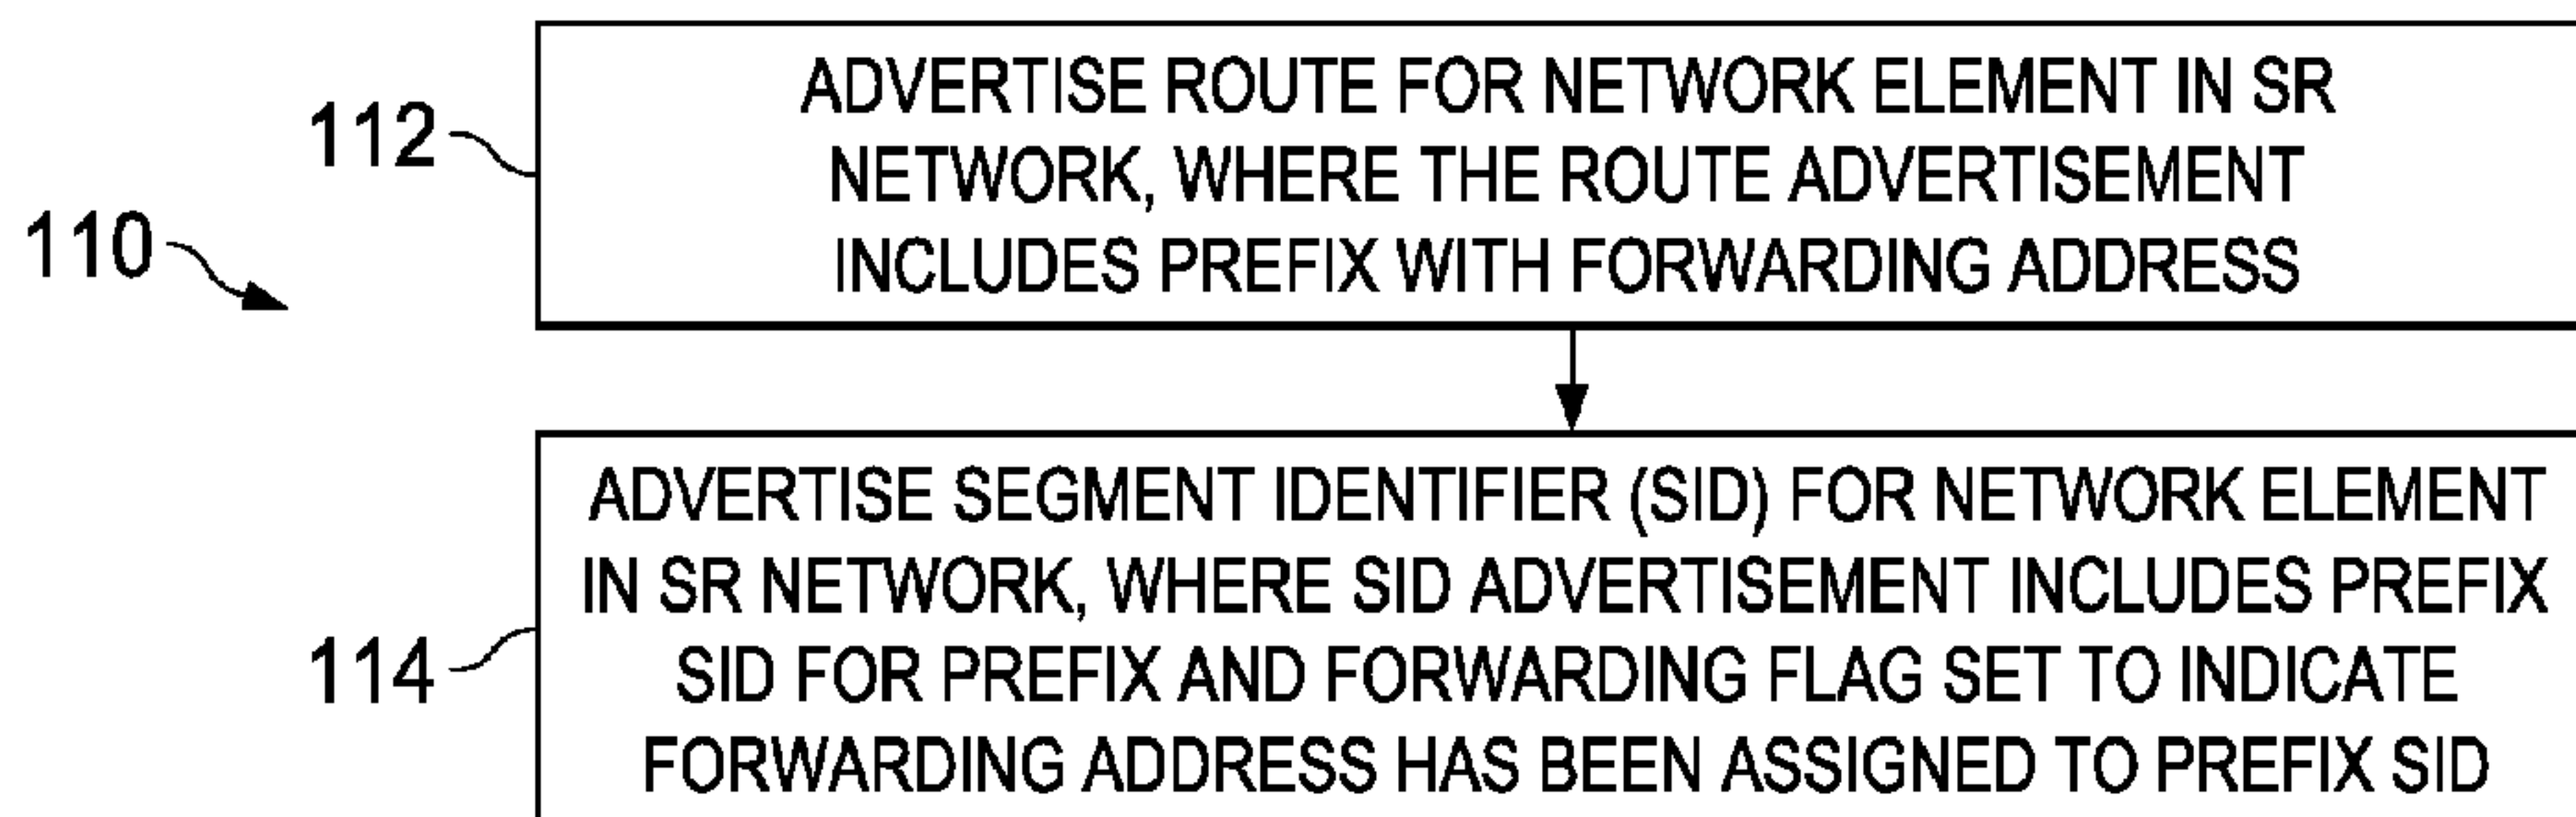 112
ADVERTISE ROUTE FOR NETWORK ELEMENT IN SR
NETWORK, WHERE THE ROUTE ADVERTISEMENT
INCLUDES PREFIX WITH FORWARDING ADDRESS
110
ADVERTISE SEGMENT IDENTIFIER (SID) FOR NETWORK ELEMENT
IN SR NETWORK, WHERE SID ADVERTISEMENT INCLUDES PREFIX
114
SID FOR PREFIX AND FORWARDING FLAG SET TO INDICATE
FORWARDING ADDRESS HAS BEEN ASSIGNED TO PREFIX SID